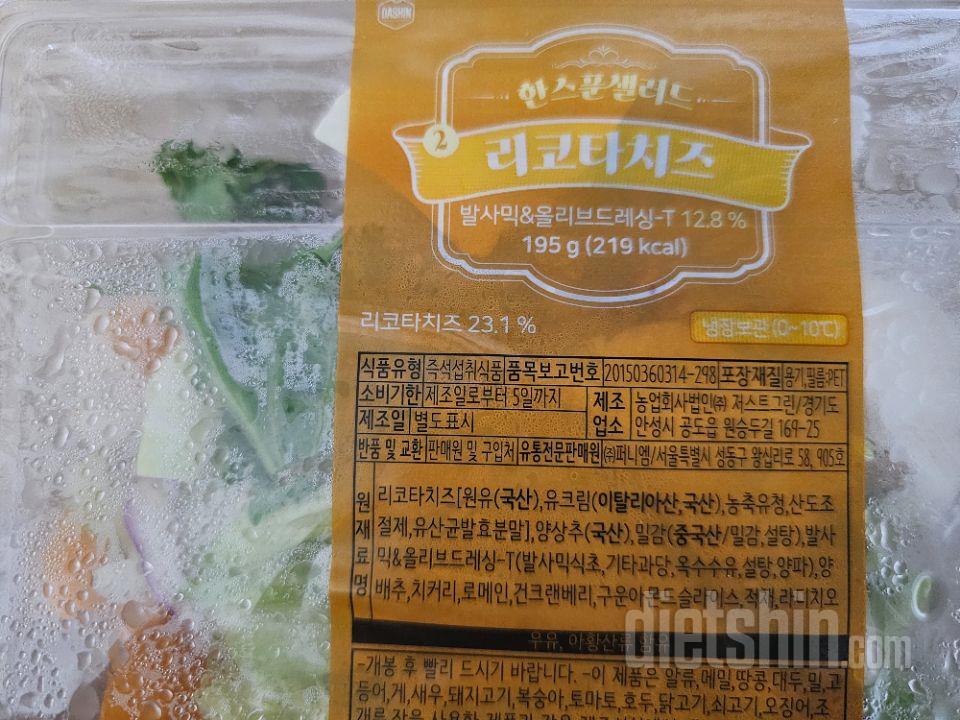 DASHIN
한스푼샐러드
2
리코타치즈
발사믹&올리브드레싱-T 12.8 %
195 g (219 kcal)
리코타치즈 23.1 %
냉장보관 (0~10℃)
식품유형 즉석섭취식품 품목보고번호 20150360314-298 포장재질 용기,필름:PET
소비기한 제조일로부터 5일까지
제조업소 농업회사법인㈜ 저스트그린/경기도 안성시 공도읍 원승두길 169-25
제조일 별도표시
반품 및 교환 판매원 및 구입처 유통전문판매원 ㈜퍼니엠/서울특별시 성동구 왕십리로 58, 905호
원재료명
리코타치즈[원유(국산),유크림(이탈리아산,국산),농축유청,산도조
절제,유산균발효분말],양상추(국산),밀감(중국산/밀감,설탕),발사
믹&올리브드레싱-T(발사믹식초,기타과당,옥수수유,설탕,양파),양
배추,치커리,로메인,건크랜베리,구운아몬드슬라이스,적채,라디치오
우유, 아황산류 함유
-개봉 후 빨리 드시기 바랍니다. -이 제품은 알류,메밀,땅콩,대두,밀,고
등어,게,새우,돼지고기,복숭아,토마토,호두,닭고기,쇠고기,오징어,조
dietshin.com